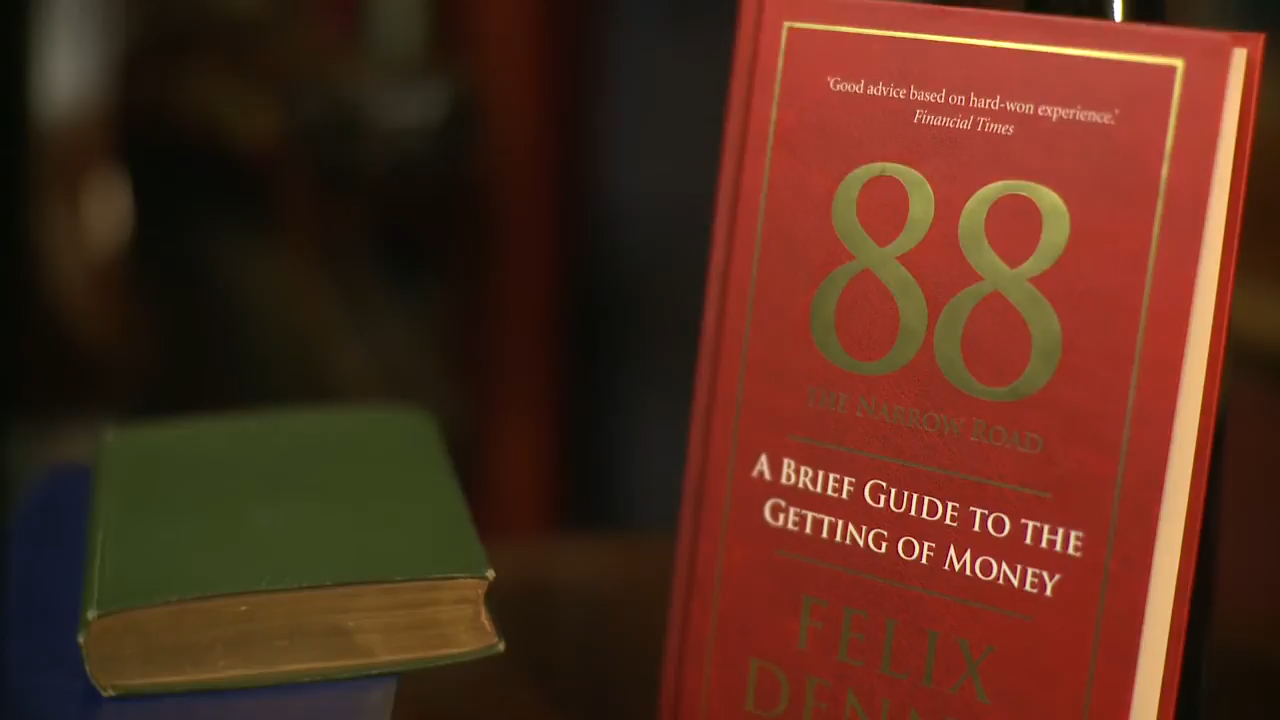 'Good advice based on hard-won experience.'
Financial Times
88
THE NARROW ROAD
A BRIEF GUIDE TO THE
GETTING OF MONEY
FELIX